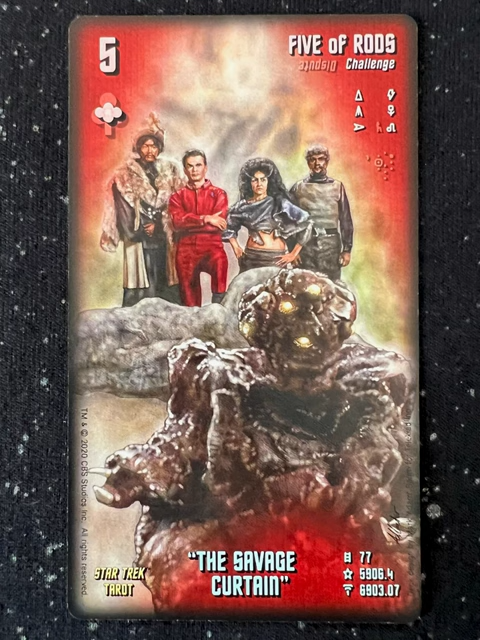 5
FIVE of RODS
Dispute Challenge
TM & © 2020 CBS Studios Inc. All rights reserved.
STAR TREK
TAROT
"THE SAVAGE
CURTAIN"
77
5906.4
6903.07